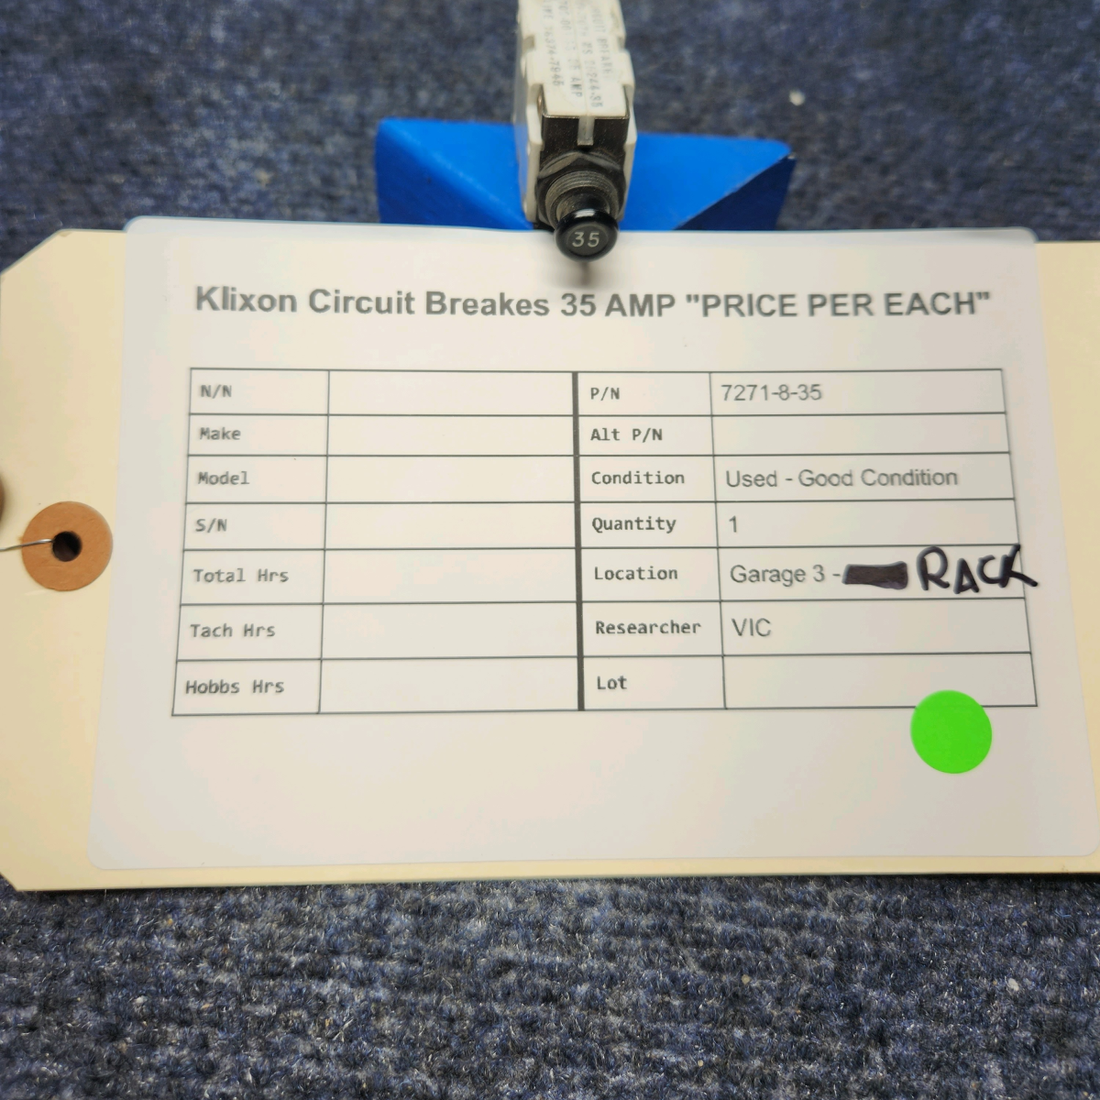 35
Klixon Circuit Breakes 35 AMP "PRICE PER EACH"
N/N P/N 7271-8-35
Make Alt P/N
Model Condition Used - Good Condition
S/N Quantity 1
Total Hrs Location Garage 3 - RACK
Tach Hrs Researcher VIC
Hobbs Hrs Lot